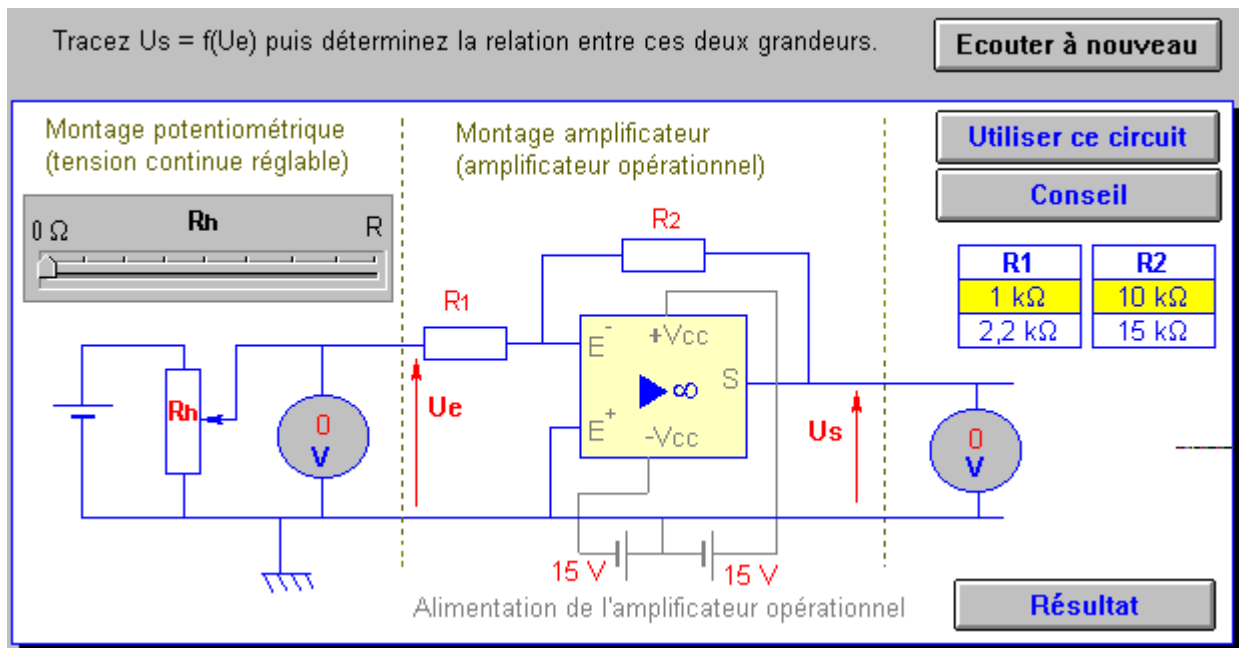 Tracez Us = f(Ue) puis déterminez la relation entre ces deux grandeurs.
Ecouter à nouveau
Montage potentiométrique
(tension continue réglable)
Montage amplificateur
(amplificateur opérationnel)
Utiliser ce circuit
Conseil
0 Ω Rh R
R1 R2
1 kΩ 10 kΩ
2,2 kΩ 15 kΩ
R2
R1
E- +Vcc
∞ S
E+ -Vcc
Rh
0
V
Ue
Us
0
V
15 V 15 V
Alimentation de l'amplificateur opérationnel
Résultat